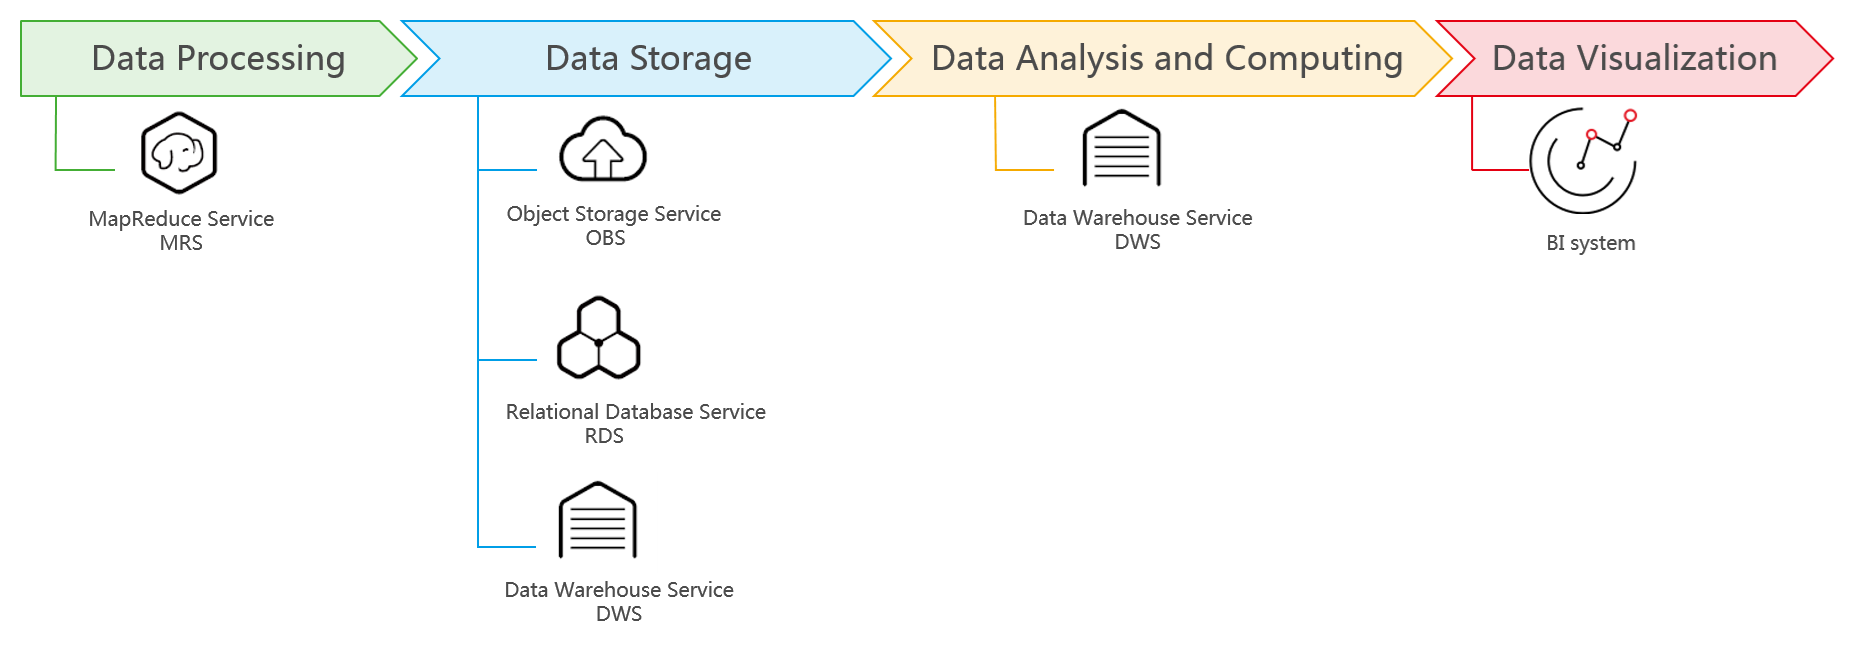 Data Processing
Data Storage
Data Analysis and Computing
Data Visualization
MapReduce Service
MRS
Object Storage Service
OBS
Relational Database Service
RDS
Data Warehouse Service
DWS
Data Warehouse Service
DWS
BI system